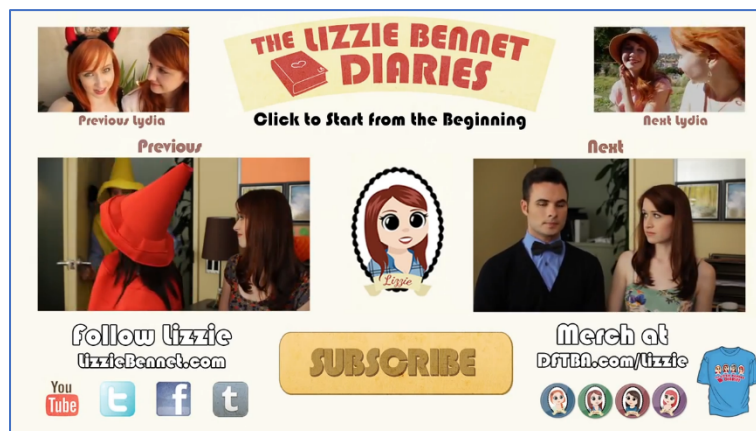 THE LIZZIE BENNET
DIARIES
Click to Start from the Beginning
Previous Lydia
Next Lydia
Previous
Next
Lizzie
Follow Lizzie
LizzieBennet.com
SUBSCRIBE
Merch at
DFTBA.com/Lizzie
You
Tube
t
f
t